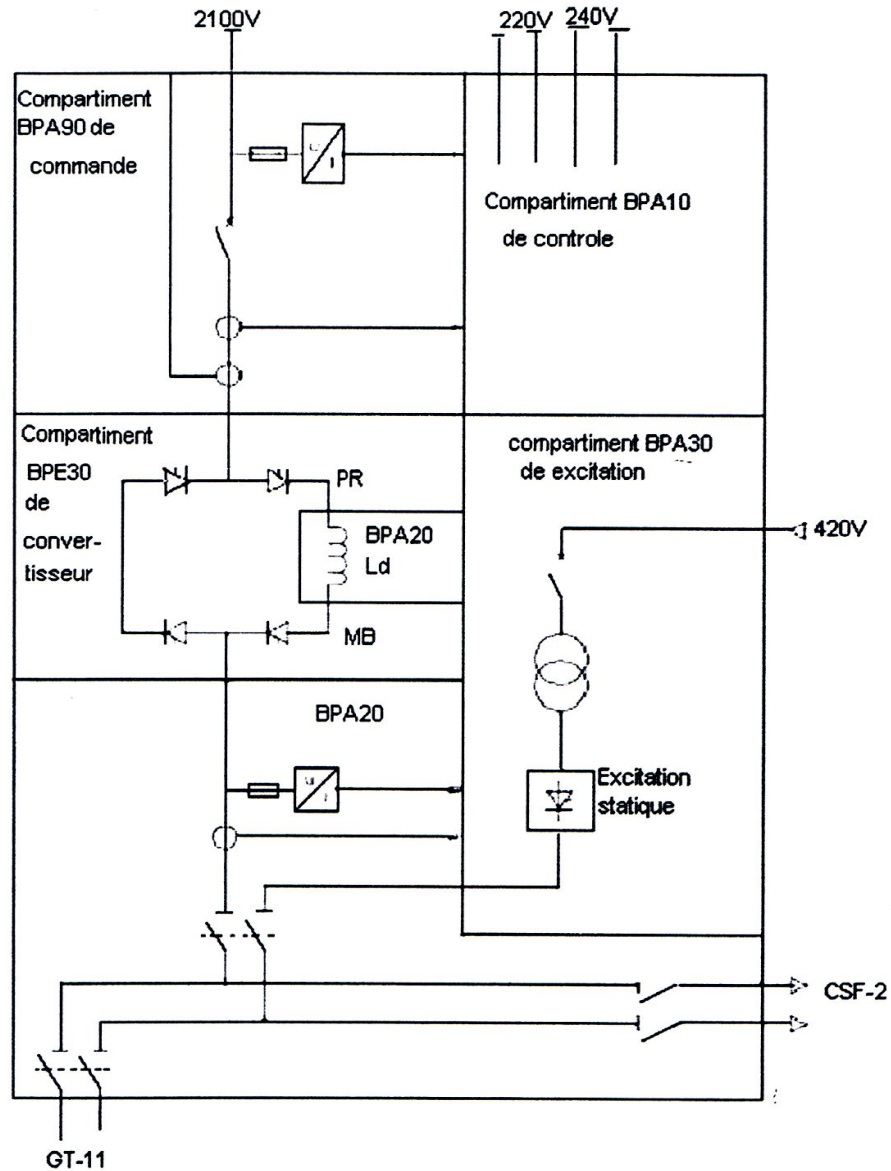 2100V
220V 240V
Compartiment
BPA90 de
commande
Compartiment BPA10
de controle
Compartiment
BPE30
de
conver-
tisseur
PR
BPA20
Ld
MB
compartiment BPA30
de excitation
420V
BPA20
Excitation
statique
CSF-2
GT-11